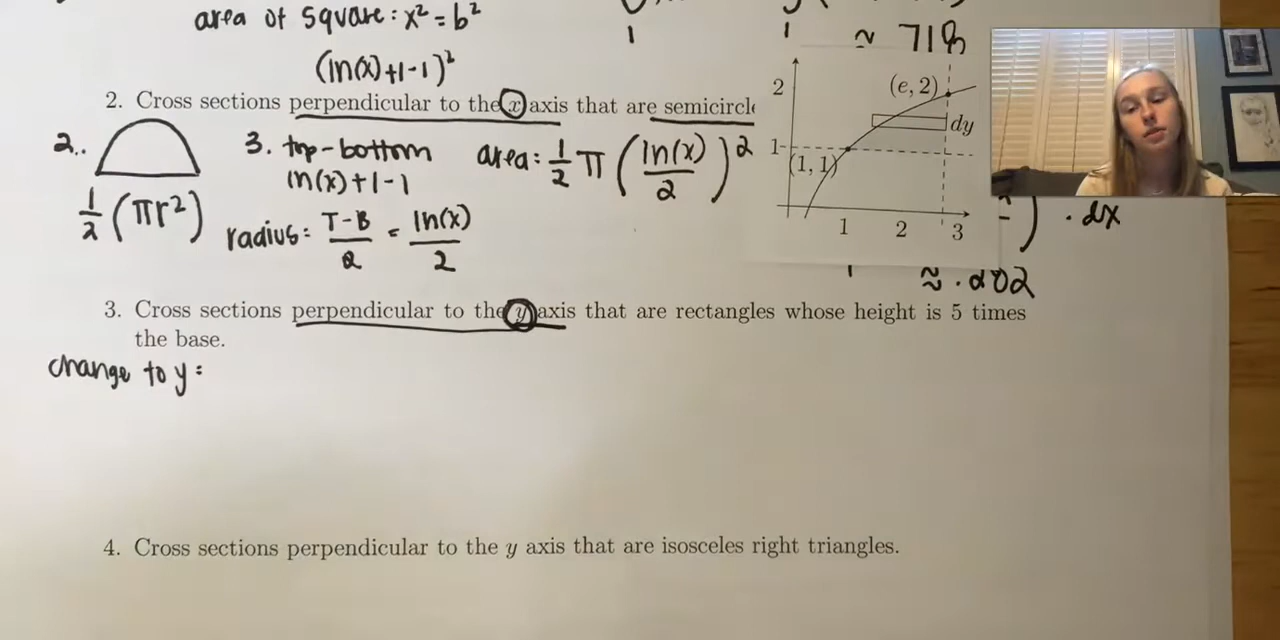 area of square: x² = b²
(ln(x)+1-1)²
≈ 718
2. Cross sections perpendicular to the x axis that are semicircle
2.
½(πr²)
3. top-bottom
ln(x)+1-1
radius: T-B/2 = ln(x)/2
area: ½π(ln(x)/2)²
2
1
(e, 2)
dy
(1, 1)
1 2 3
) · dx
1
≈ .202
3. Cross sections perpendicular to the y axis that are rectangles whose height is 5 times
the base.
change to y:
4. Cross sections perpendicular to the y axis that are isosceles right triangles.